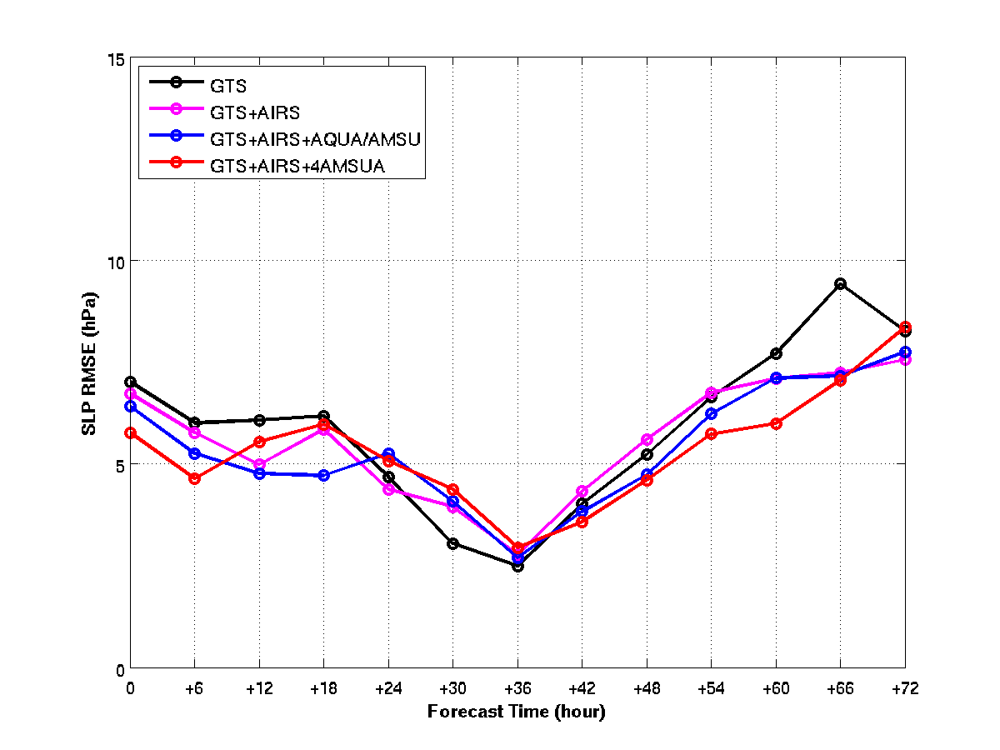 15
GTS
GTS+AIRS
GTS+AIRS+AQUA/AMSU
GTS+AIRS+4AMSUA
10
SLP RMSE (hPa)
5
0
0 +6 +12 +18 +24 +30 +36 +42 +48 +54 +60 +66 +72
Forecast Time (hour)